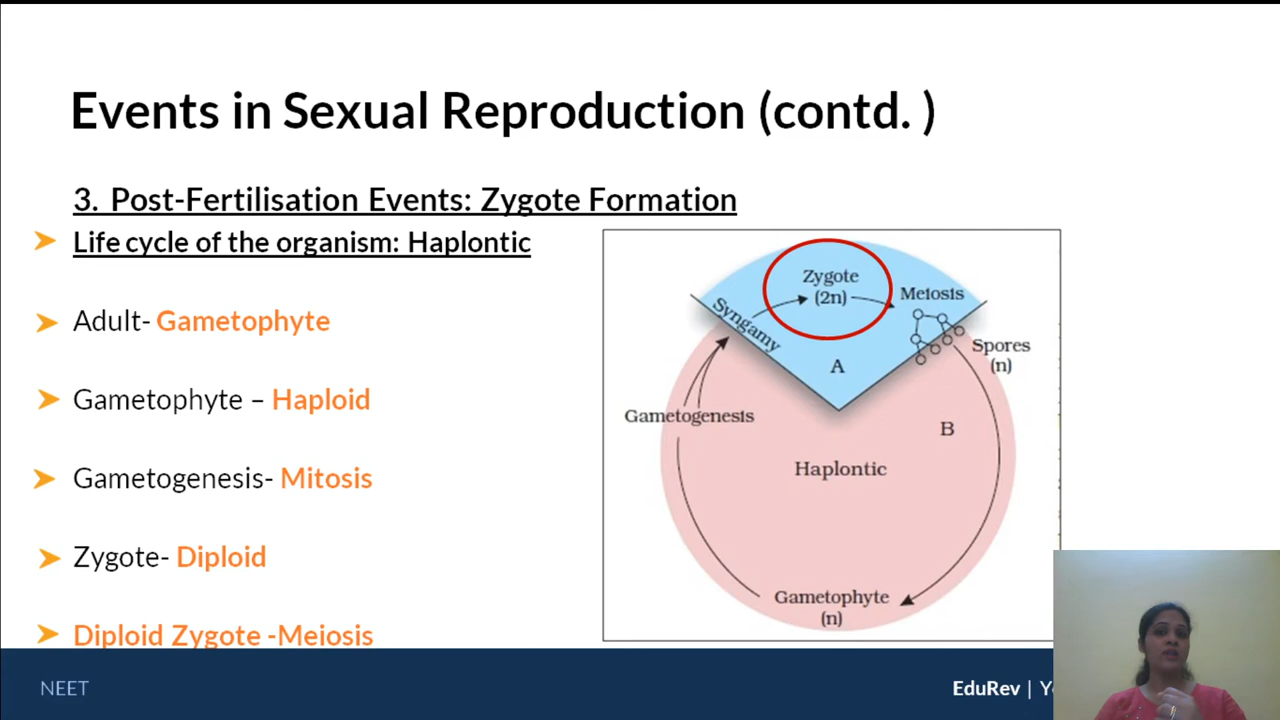 Events in Sexual Reproduction (contd. )
3. Post-Fertilisation Events: Zygote Formation
Life cycle of the organism: Haplontic
Adult- Gametophyte
Gametophyte – Haploid
Gametogenesis- Mitosis
Zygote- Diploid
Diploid Zygote -Meiosis
Zygote
(2n)
Meiosis
Syngamy
Spores
(n)
A
Gametogenesis
B
Haplontic
Gametophyte
(n)
NEET
EduRev |